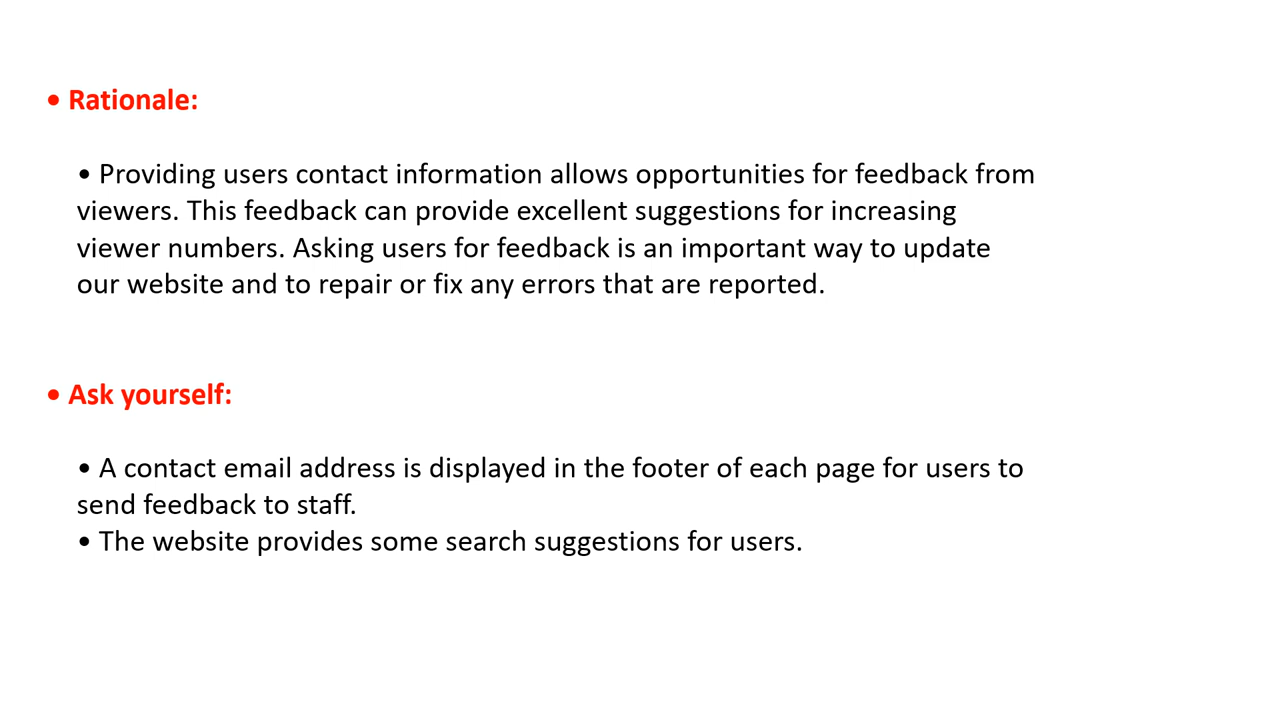 • Rationale:
• Providing users contact information allows opportunities for feedback from
viewers. This feedback can provide excellent suggestions for increasing
viewer numbers. Asking users for feedback is an important way to update
our website and to repair or fix any errors that are reported.
• Ask yourself:
• A contact email address is displayed in the footer of each page for users to
send feedback to staff.
• The website provides some search suggestions for users.